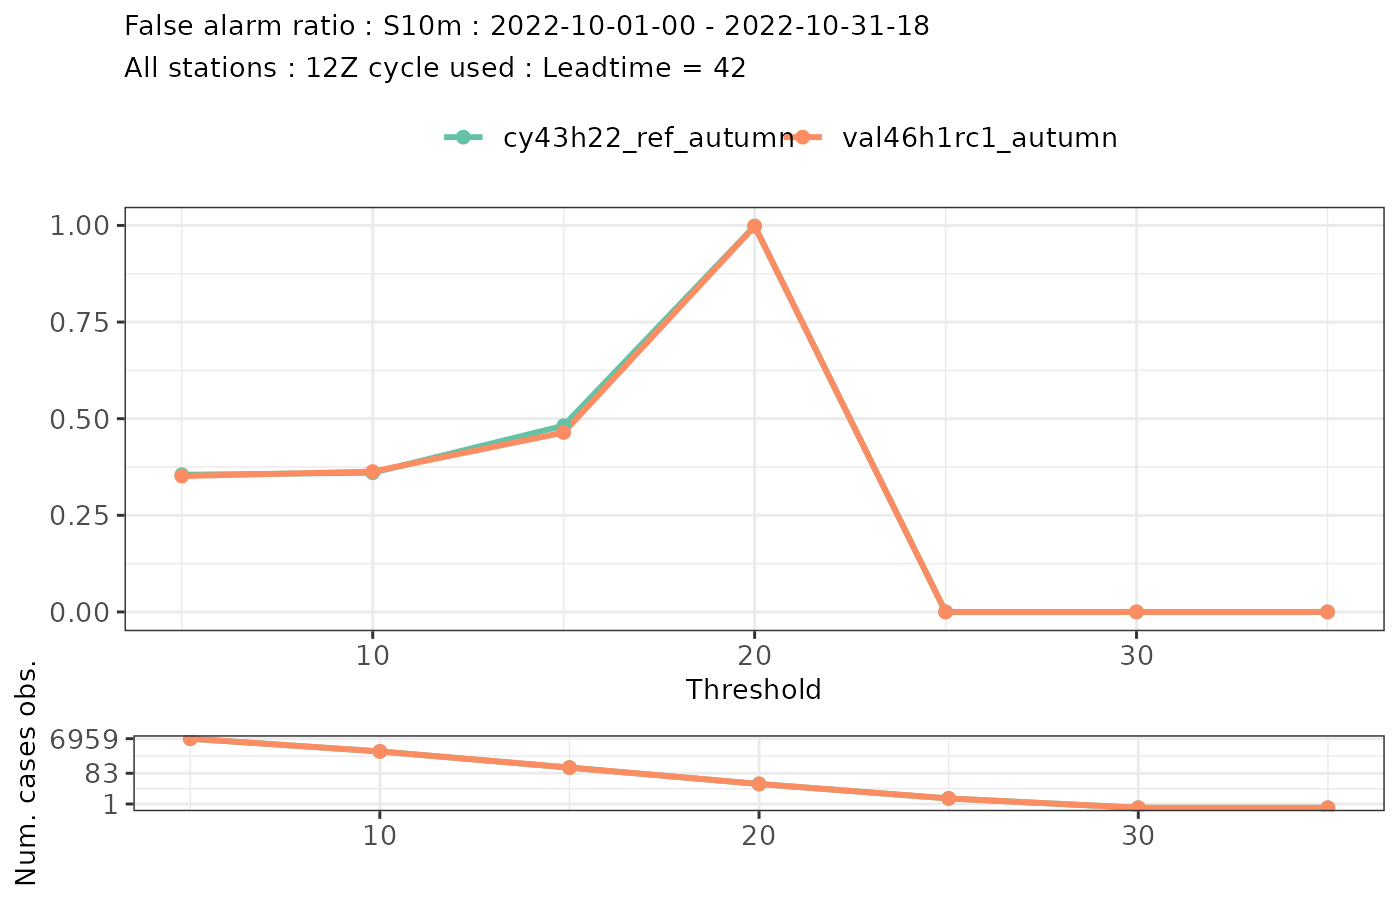 False alarm ratio : S10m : 2022-10-01-00 - 2022-10-31-18
All stations : 12Z cycle used : Leadtime = 42
cy43h22_ref_autumn val46h1rc1_autumn
1.00
0.75
0.50
0.25
0.00
10 20 30
Threshold
Num. cases obs.
6959
83
1
10 20 30